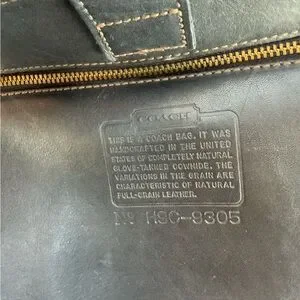 COACH
THIS IS A COACH BAG. IT WAS
HANDCRAFTED IN THE UNITED
STATES OF COMPLETELY NATURAL
GLOVE-TANNED COWHIDE. THE
VARIATIONS IN THE GRAIN ARE
CHARACTERISTIC OF NATURAL
FULL-GRAIN LEATHER.
Nº HSC-9305